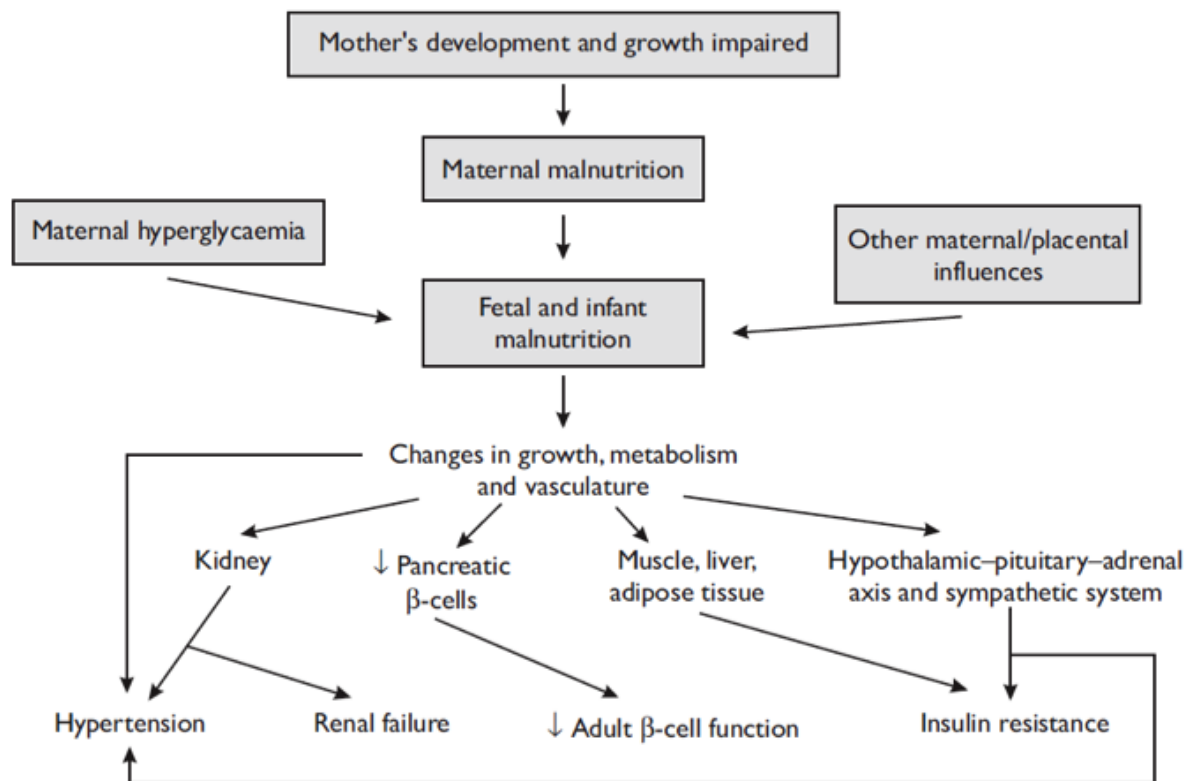 Mother's development and growth impaired
Maternal malnutrition
Maternal hyperglycaemia
Other maternal/placental
influences
Fetal and infant
malnutrition
Changes in growth, metabolism
and vasculature
Kidney
↓ Pancreatic
β-cells
Muscle, liver,
adipose tissue
Hypothalamic–pituitary–adrenal
axis and sympathetic system
Hypertension
Renal failure
↓ Adult β-cell function
Insulin resistance